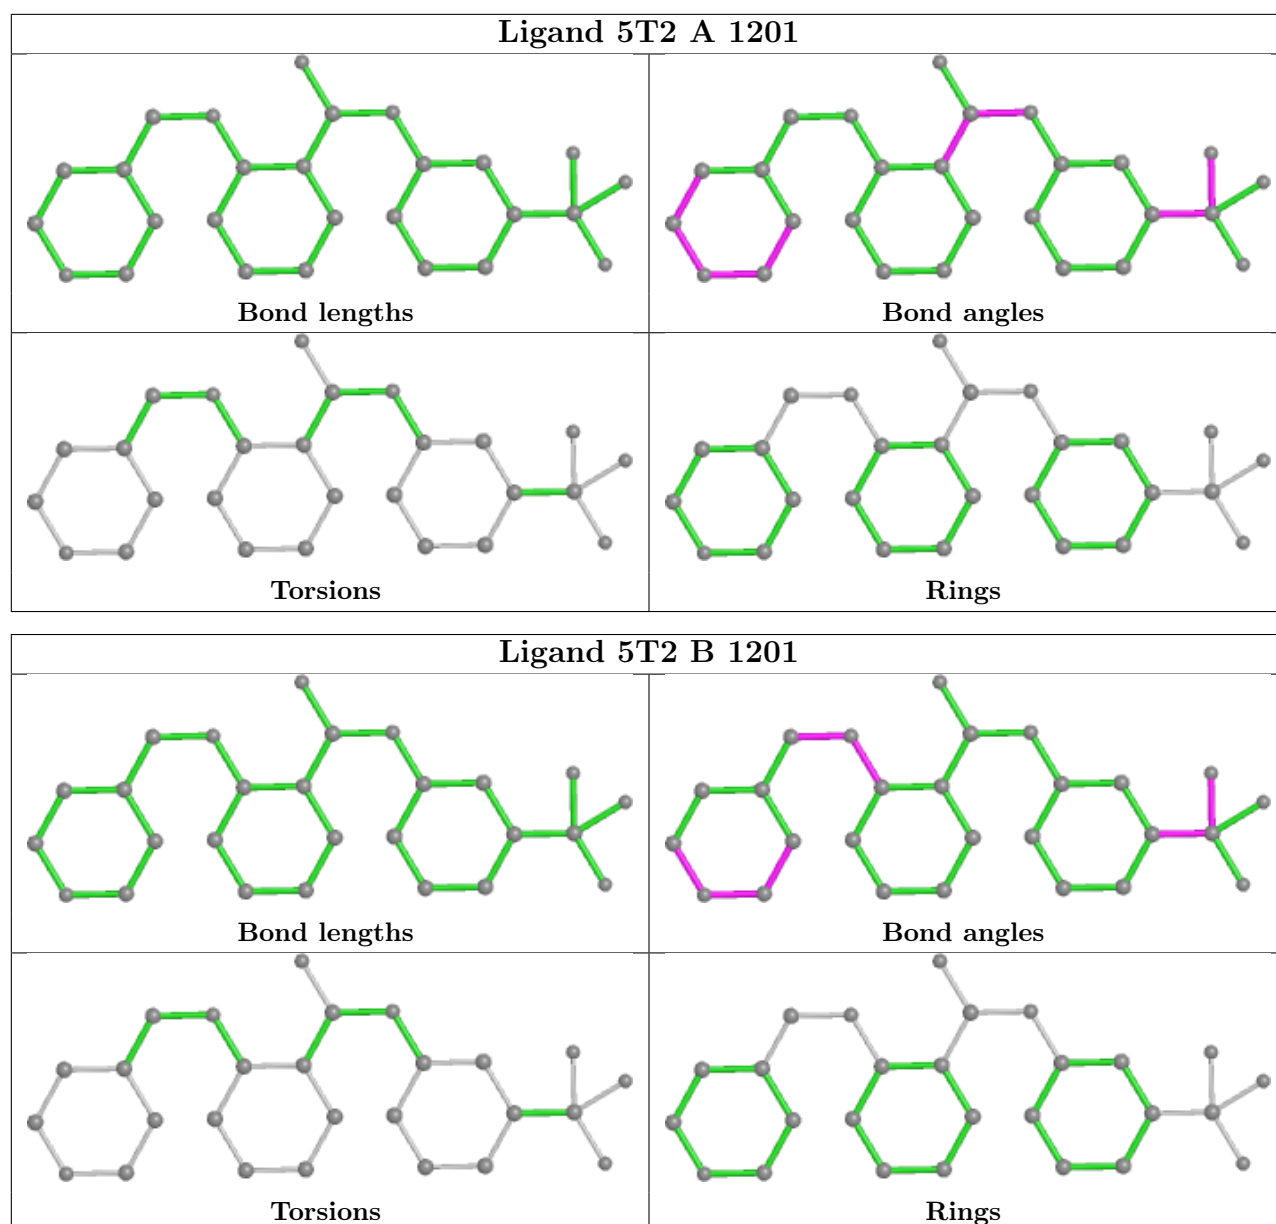 Ligand 5T2 A 1201
Bond lengths
Bond angles
Torsions
Rings
Ligand 5T2 B 1201
Bond lengths
Bond angles
Torsions
Rings